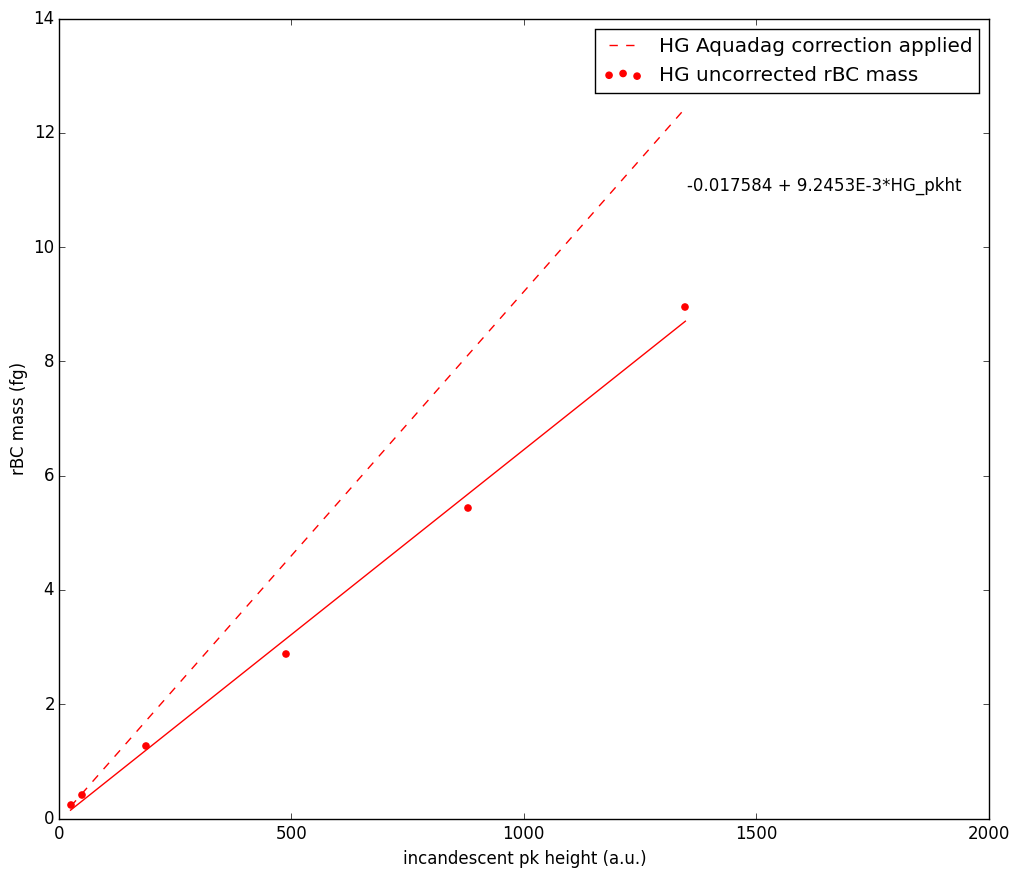 14
12
10
8
6
4
2
0
0 500 1000 1500 2000
rBC mass (fg)
incandescent pk height (a.u.)
HG Aquadag correction applied
HG uncorrected rBC mass
-0.017584 + 9.2453E-3*HG_pkht